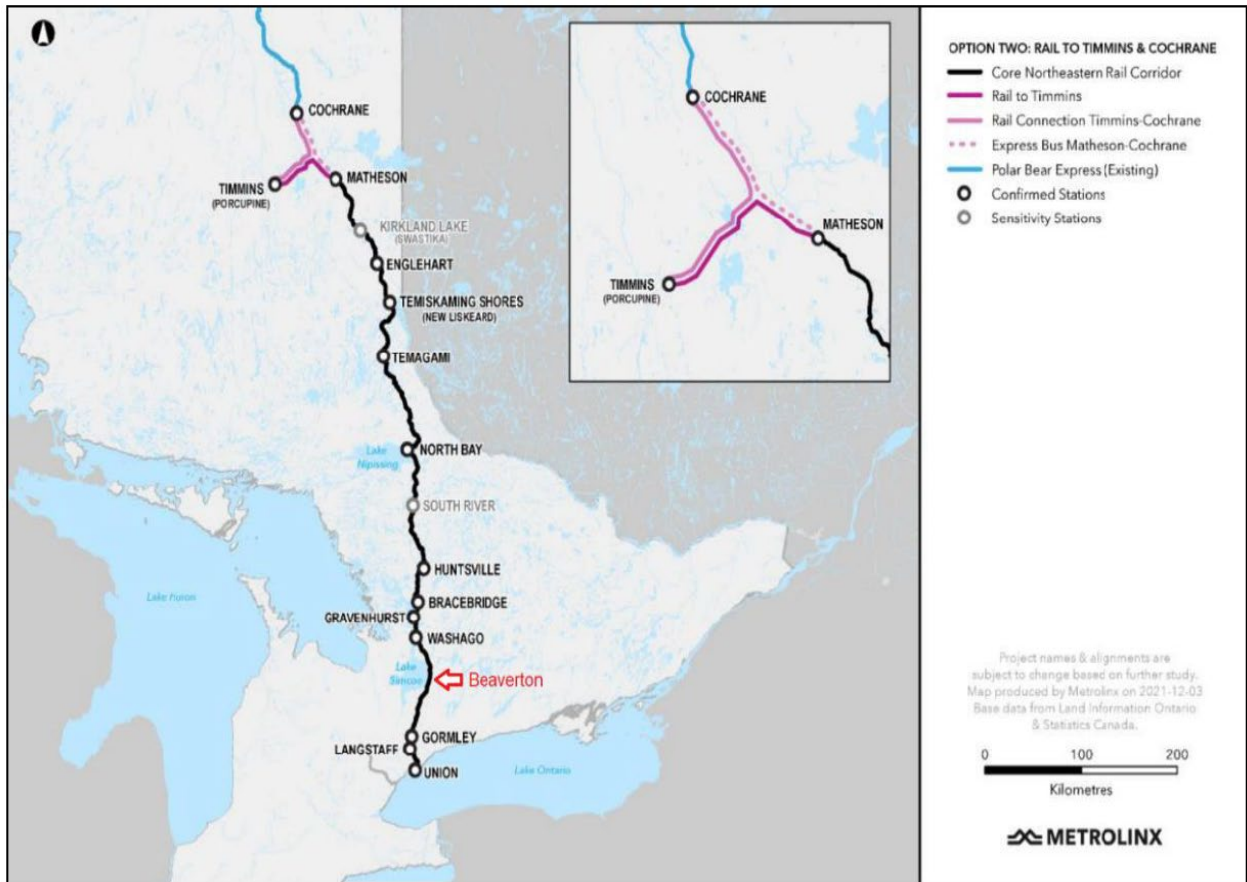 COCHRANE
TIMMINS
(PORCUPINE)
MATHESON
KIRKLAND LAKE
(SWASTIKA)
ENGLEHART
TEMISKAMING SHORES
(NEW LISKEARD)
TEMAGAMI
Lake
Nipissing
NORTH BAY
SOUTH RIVER
HUNTSVILLE
BRACEBRIDGE
GRAVENHURST
WASHAGO
Lake
Simcoe
Beaverton
GORMLEY
LANGSTAFF
UNION
Lake Huron
Lake Ontario
COCHRANE
MATHESON
TIMMINS
(PORCUPINE)
OPTION TWO: RAIL TO TIMMINS & COCHRANE
Core Northeastern Rail Corridor
Rail to Timmins
Rail Connection Timmins-Cochrane
Express Bus Matheson-Cochrane
Polar Bear Express (Existing)
Confirmed Stations
Sensitivity Stations
Project names & alignments are
subject to change based on further study.
Map produced by Metrolinx on 2021-12-03
Base data from Land Information Ontario
& Statistics Canada.
0 100 200
Kilometres
METROLINX